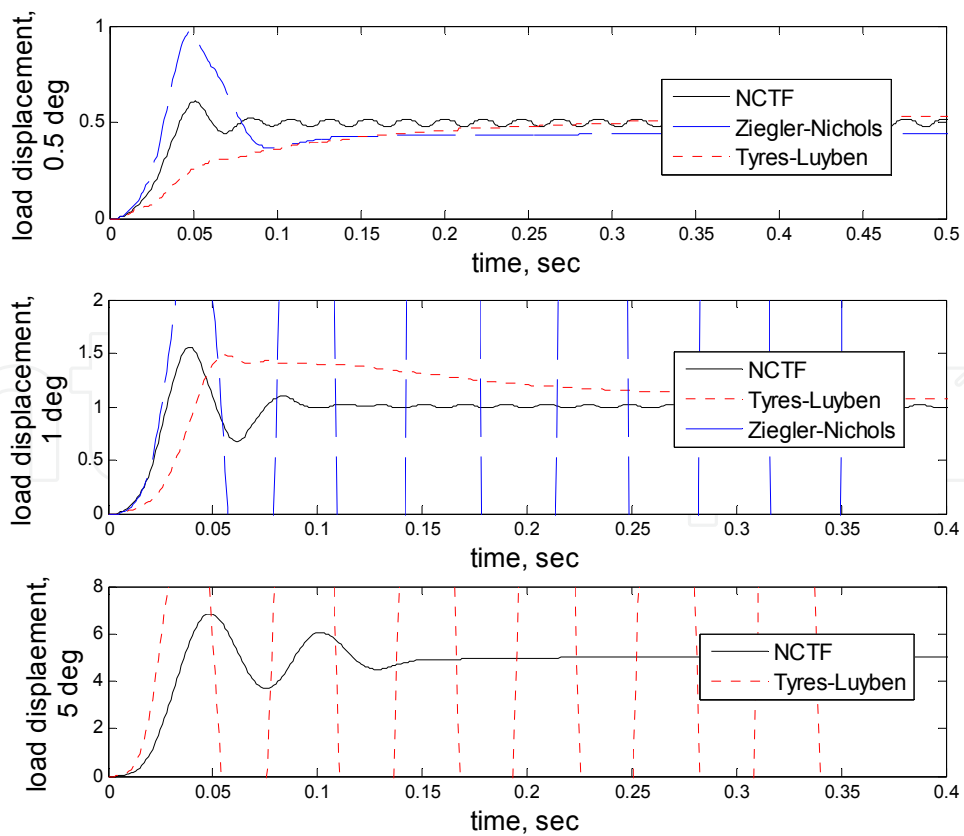 load displacement,
0.5 deg
1
0.5
0
NCTF
Ziegler-Nichols
Tyres-Luyben
0 0.05 0.1 0.15 0.2 0.25 0.3 0.35 0.4 0.45 0.5
time, sec
load displacement,
1 deg
2
1.5
1
0.5
0
NCTF
Tyres-Luyben
Ziegler-Nichols
0 0.05 0.1 0.15 0.2 0.25 0.3 0.35 0.4
time, sec
load displaement,
5 deg
8
6
4
2
0
NCTF
Tyres-Luyben
0 0.05 0.1 0.15 0.2 0.25 0.3 0.35 0.4
time, sec